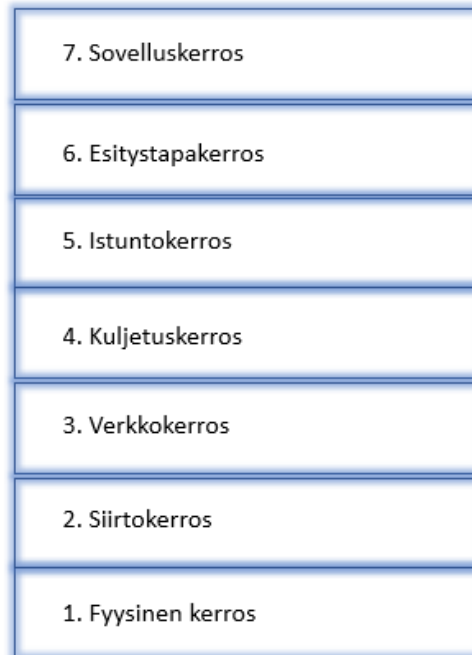 7. Sovelluskerros
6. Esitystapakerros
5. Istuntokerros
4. Kuljetuskerros
3. Verkkokerros
2. Siirtokerros
1. Fyysinen kerros